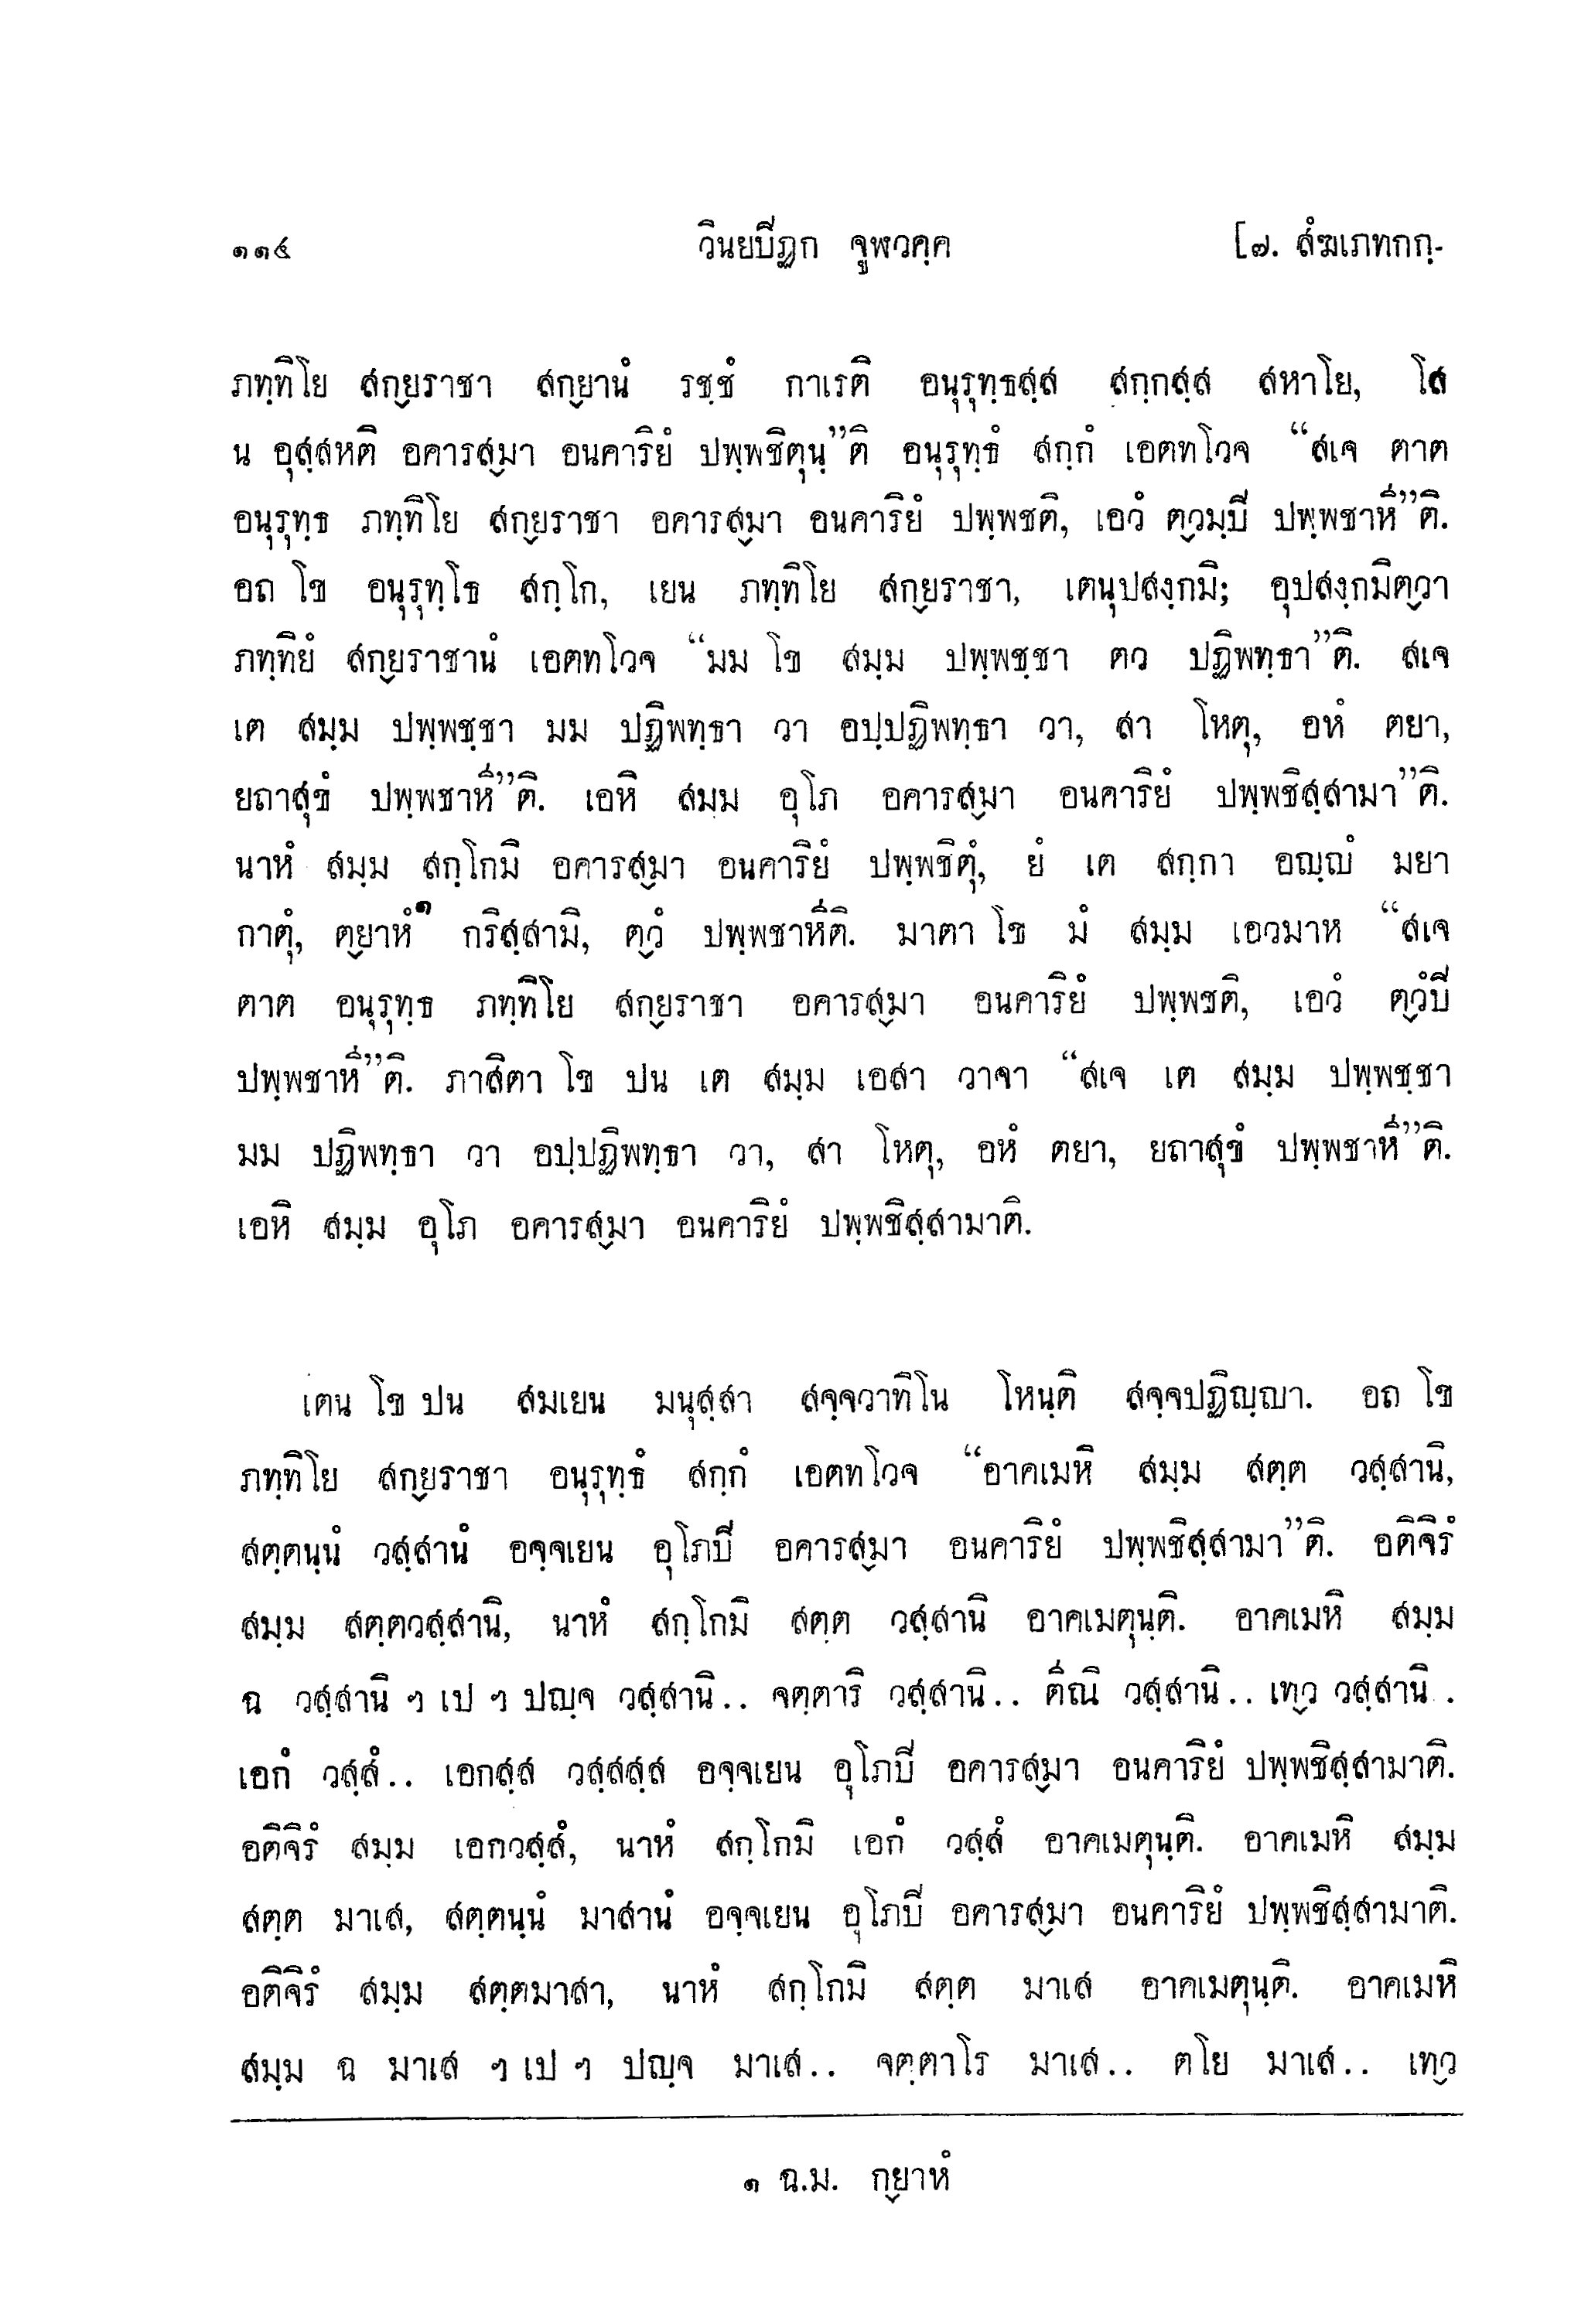 ๑๑๕ วินยปิฏก จูฬวคฺค [๗. สํฆเภทกกฺ-
ภทฺทิโย สกฺยราชา สกฺยานํ รชฺชํ กาเรติ อนุรุทฺธสฺส สกฺกสฺส สหาโย, โส
น อุสฺสหติ อคารสฺมา อนคาริยํ ปพฺพชิตุนฺ”ติ อนุรุทฺธํ สกฺกํ เอตทโวจ “สเจ ตาต
อนุรุทฺธ ภทฺทิโย สกฺยราชา อคารสฺมา อนคาริยํ ปพฺพชติ, เอวํ ตฺวมฺปิ ปพฺพชาหี”ติ.
อถ โข อนุรุทฺโธ สกฺโก, เยน ภทฺทิโย สกฺยราชา, เตนุปสงฺกมิ; อุปสงฺกมิตฺวา
ภทฺทิยํ สกฺยราชานํ เอตทโวจ “มม โข สมฺม ปพฺพชฺชา ตว ปฏิพทฺธา”ติ. สเจ
เต สมฺม ปพฺพชฺชา มม ปฏิพทฺธา วา อปฺปฏิพทฺธา วา, สา โหตุ, อหํ ตยา,
ยถาสุขํ ปพฺพชาหี”ติ. เอหิ สมฺม อุโภ อคารสฺมา อนคาริยํ ปพฺพชิสฺสามา”ติ.
นาหํ สมฺม สกฺโกมิ อคารสฺมา อนคาริยํ ปพฺพชิตุํ, ยํ เต สกฺกา อญฺญํ มยา
กาตุํ, ตฺยาหํ๑ กริสฺสามิ, ตฺวํ ปพฺพชาหีติ. มาตา โข มํ สมฺม เอวมาห “สเจ
ตาต อนุรุทฺธ ภทฺทิโย สกฺยราชา อคารสฺมา อนคาริยํ ปพฺพชติ, เอวํ ตฺวํปิ
ปพฺพชาหี”ติ. ภาสิตา โข ปน เต สมฺม เอสา วาจา “สเจ เต สมฺม ปพฺพชฺชา
มม ปฏิพทฺธา วา อปฺปฏิพทฺธา วา, สา โหตุ, อหํ ตยา, ยถาสุขํ ปพฺพชาหี”ติ.
เอหิ สมฺม อุโภ อคารสฺมา อนคาริยํ ปพฺพชิสฺสามาติ.
เตน โข ปน สมเยน มนุสฺสา สจฺจวาทิโน โหนฺติ สจฺจปฏิญฺญา. อถ โข
ภทฺทิโย สกฺยราชา อนุรุทฺธํ สกฺกํ เอตทโวจ “อาคเมหิ สมฺม สตฺต วสฺสานิ,
สตฺตนฺนํ วสฺสานํ อจฺจเยน อุโภปิ อคารสฺมา อนคาริยํ ปพฺพชิสฺสามา”ติ. อติจิรํ
สมฺม สตฺตวสฺสานิ, นาหํ สกฺโกมิ สตฺต วสฺสานิ อาคเมตุนฺติ. อาคเมหิ สมฺม
ฉ วสฺสานิ ฯ เป ฯ ปญฺจ วสฺสานิ.. จตฺตาริ วสฺสานิ.. ตีณิ วสฺสานิ.. เทฺว วสฺสานิ.
เอกํ วสฺสํ.. เอกสฺส วสฺสสฺส อจฺจเยน อุโภปิ อคารสฺมา อนคาริยํ ปพฺพชิสฺสามาติ.
อติจิรํ สมฺม เอกวสฺสํ, นาหํ สกฺโกมิ เอกํ วสฺสํ อาคเมตุนฺติ. อาคเมหิ สมฺม
สตฺต มาเส, สตฺตนฺนํ มาสานํ อจฺจเยน อุโภปิ อคารสฺมา อนคาริยํ ปพฺพชิสฺสามาติ.
อติจิรํ สมฺม สตฺตมาสา, นาหํ สกฺโกมิ สตฺต มาเส อาคเมตุนฺติ. อาคเมหิ
สมฺม ฉ มาเส ฯ เป ฯ ปญฺจ มาเส.. จตฺตาโร มาเส.. ตโย มาเส.. เทฺว
๑ ฉ.ม. กฺยาหํ